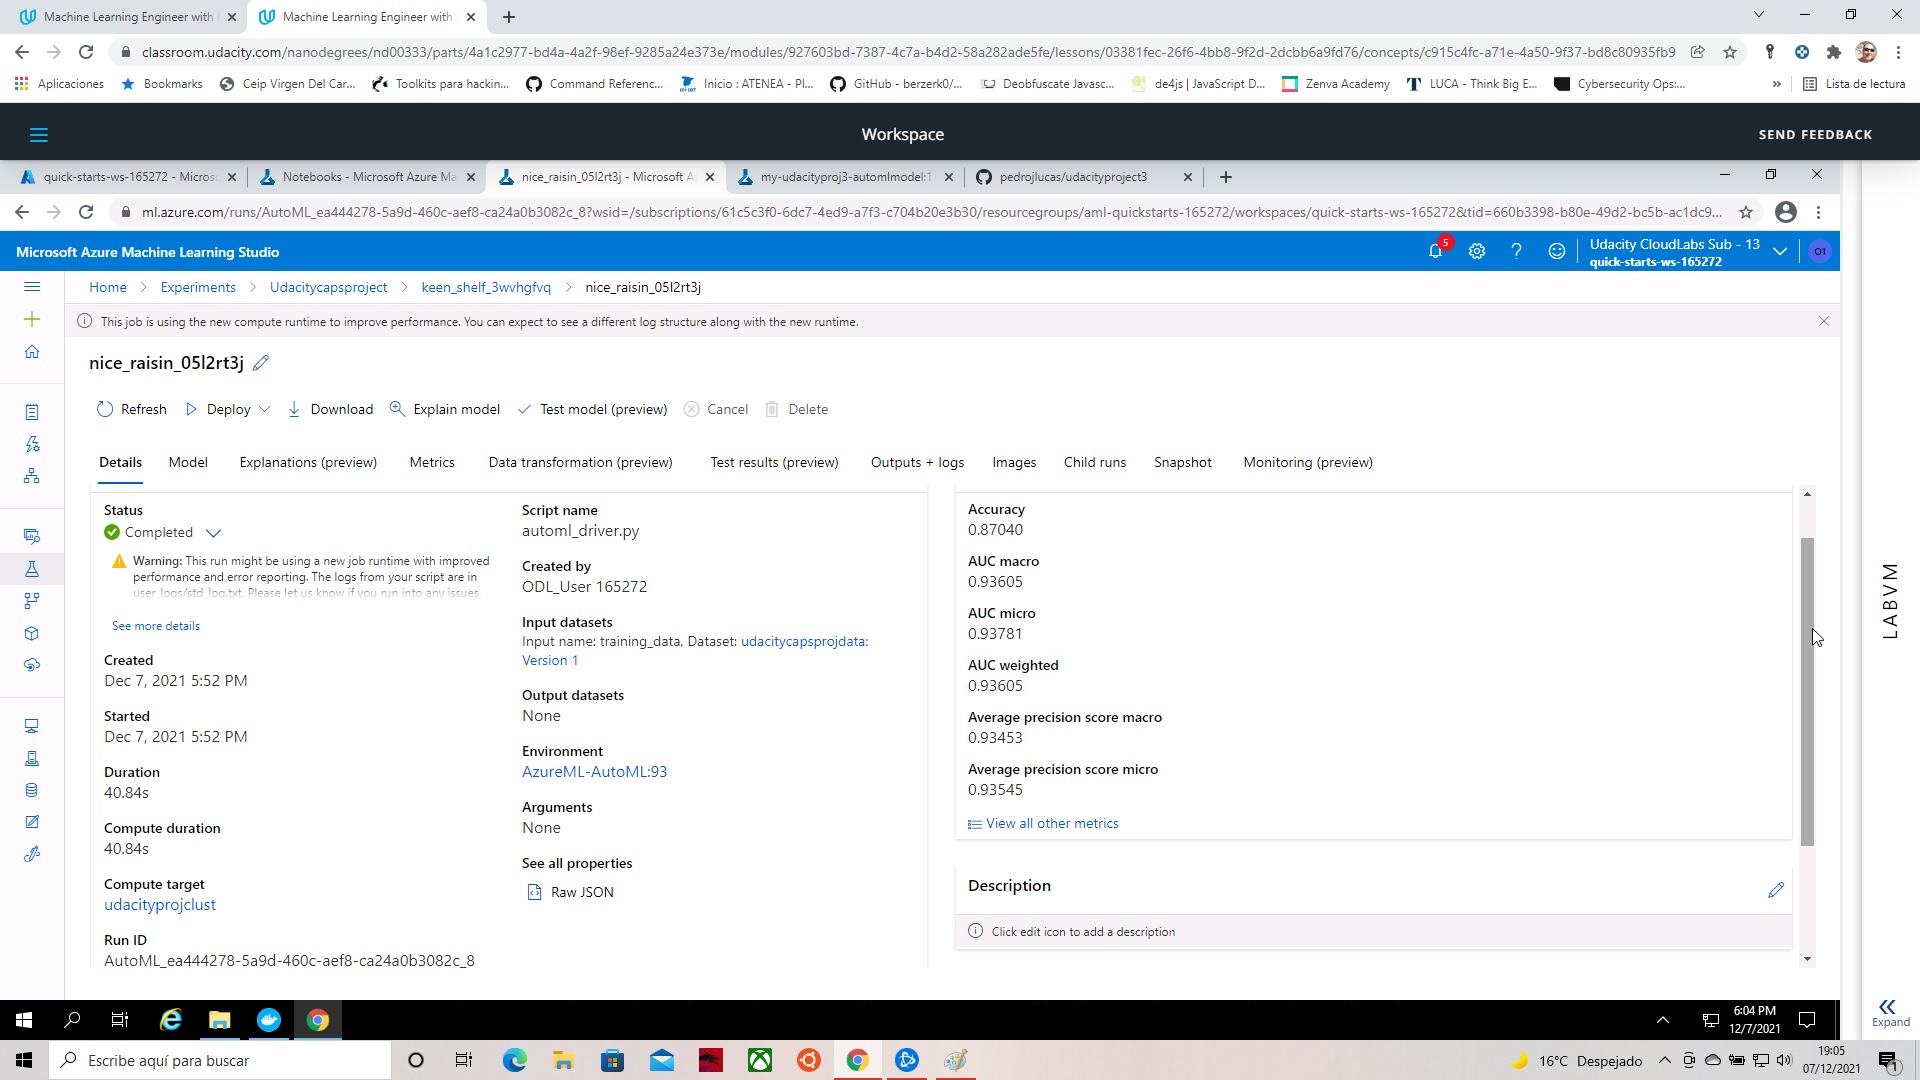 Machine Learning Engineer with
Machine Learning Engineer with
classroom.udacity.com/nanodegrees/nd00333/parts/4a1c2977-bd4a-4a2f-98ef-9285a24e373e/modules/927603bd-7387-4c7a-b4d2-58a282ade5fe/lessons/03381fec-26f6-4bb8-9f2d-2dcbb6a9fd76/concepts/c915c4fc-a71e-4a50-9f37-bd8c80935fb9
Aplicaciones
Bookmarks
Ceip Virgen Del Car...
Toolkits para hackin...
Command Referenc...
Inicio : ATENEA - Pl...
GitHub - berzerk0/...
Deobfuscate Javasc...
de4js | JavaScript D...
Zenva Academy
LUCA - Think Big E...
Cybersecurity Ops:...
»
Lista de lectura
Workspace
SEND FEEDBACK
quick-starts-ws-165272 - Micros
Notebooks - Microsoft Azure Ma
nice_raisin_05l2rt3j - Microsoft A
my-udacityproj3-automlmodel:1
pedrojlucas/udacityproject3
ml.azure.com/runs/AutoML_ea444278-5a9d-460c-aef8-ca24a0b3082c_8?wsid=/subscriptions/61c5c3f0-6dc7-4ed9-a7f3-c704b20e3b30/resourcegroups/aml-quickstarts-165272/workspaces/quick-starts-ws-165272&tid=660b3398-b80e-49d2-bc5b-ac1dc9...
Microsoft Azure Machine Learning Studio
5
Udacity CloudLabs Sub - 13
quick-starts-ws-165272
O1
Home > Experiments > Udacitycapsproject > keen_shelf_3wvhgfvq > nice_raisin_05l2rt3j
This job is using the new compute runtime to improve performance. You can expect to see a different log structure along with the new runtime.
nice_raisin_05l2rt3j
Refresh
Deploy
Download
Explain model
Test model (preview)
Cancel
Delete
Details
Model
Explanations (preview)
Metrics
Data transformation (preview)
Test results (preview)
Outputs + logs
Images
Child runs
Snapshot
Monitoring (preview)
Status
Completed
Warning: This run might be using a new job runtime with improved
performance and error reporting. The logs from your script are in
user_logs/std_log.txt. Please let us know if you run into any issues.
See more details
Created
Dec 7, 2021 5:52 PM
Started
Dec 7, 2021 5:52 PM
Duration
40.84s
Compute duration
40.84s
Compute target
udacityprojclust
Run ID
AutoML_ea444278-5a9d-460c-aef8-ca24a0b3082c_8
Script name
automl_driver.py
Created by
ODL_User 165272
Input datasets
Input name: training_data, Dataset: udacitycapsprojdata:
Version 1
Output datasets
None
Environment
AzureML-AutoML:93
Arguments
None
See all properties
Raw JSON
Accuracy
0.87040
AUC macro
0.93605
AUC micro
0.93781
AUC weighted
0.93605
Average precision score macro
0.93453
Average precision score micro
0.93545
View all other metrics
Description
Click edit icon to add a description
LABVM
Expand
6:04 PM
12/7/2021
Escribe aquí para buscar
16°C Despejado
19:05
07/12/2021
1